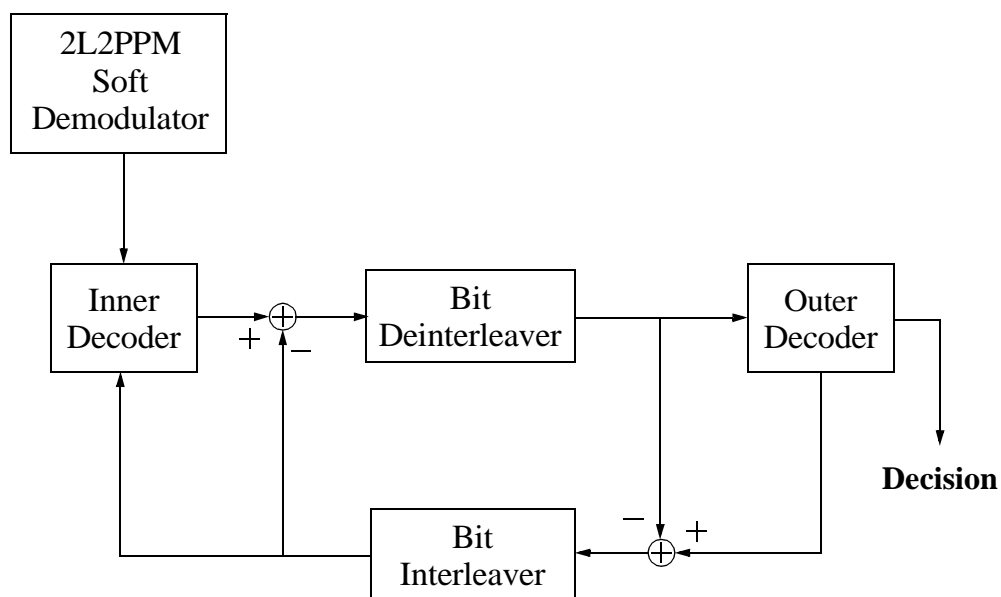 2L2PPM
Soft
Demodulator
Inner
Decoder
+
−
Bit
Deinterleaver
Outer
Decoder
Decision
−
+
Bit
Interleaver